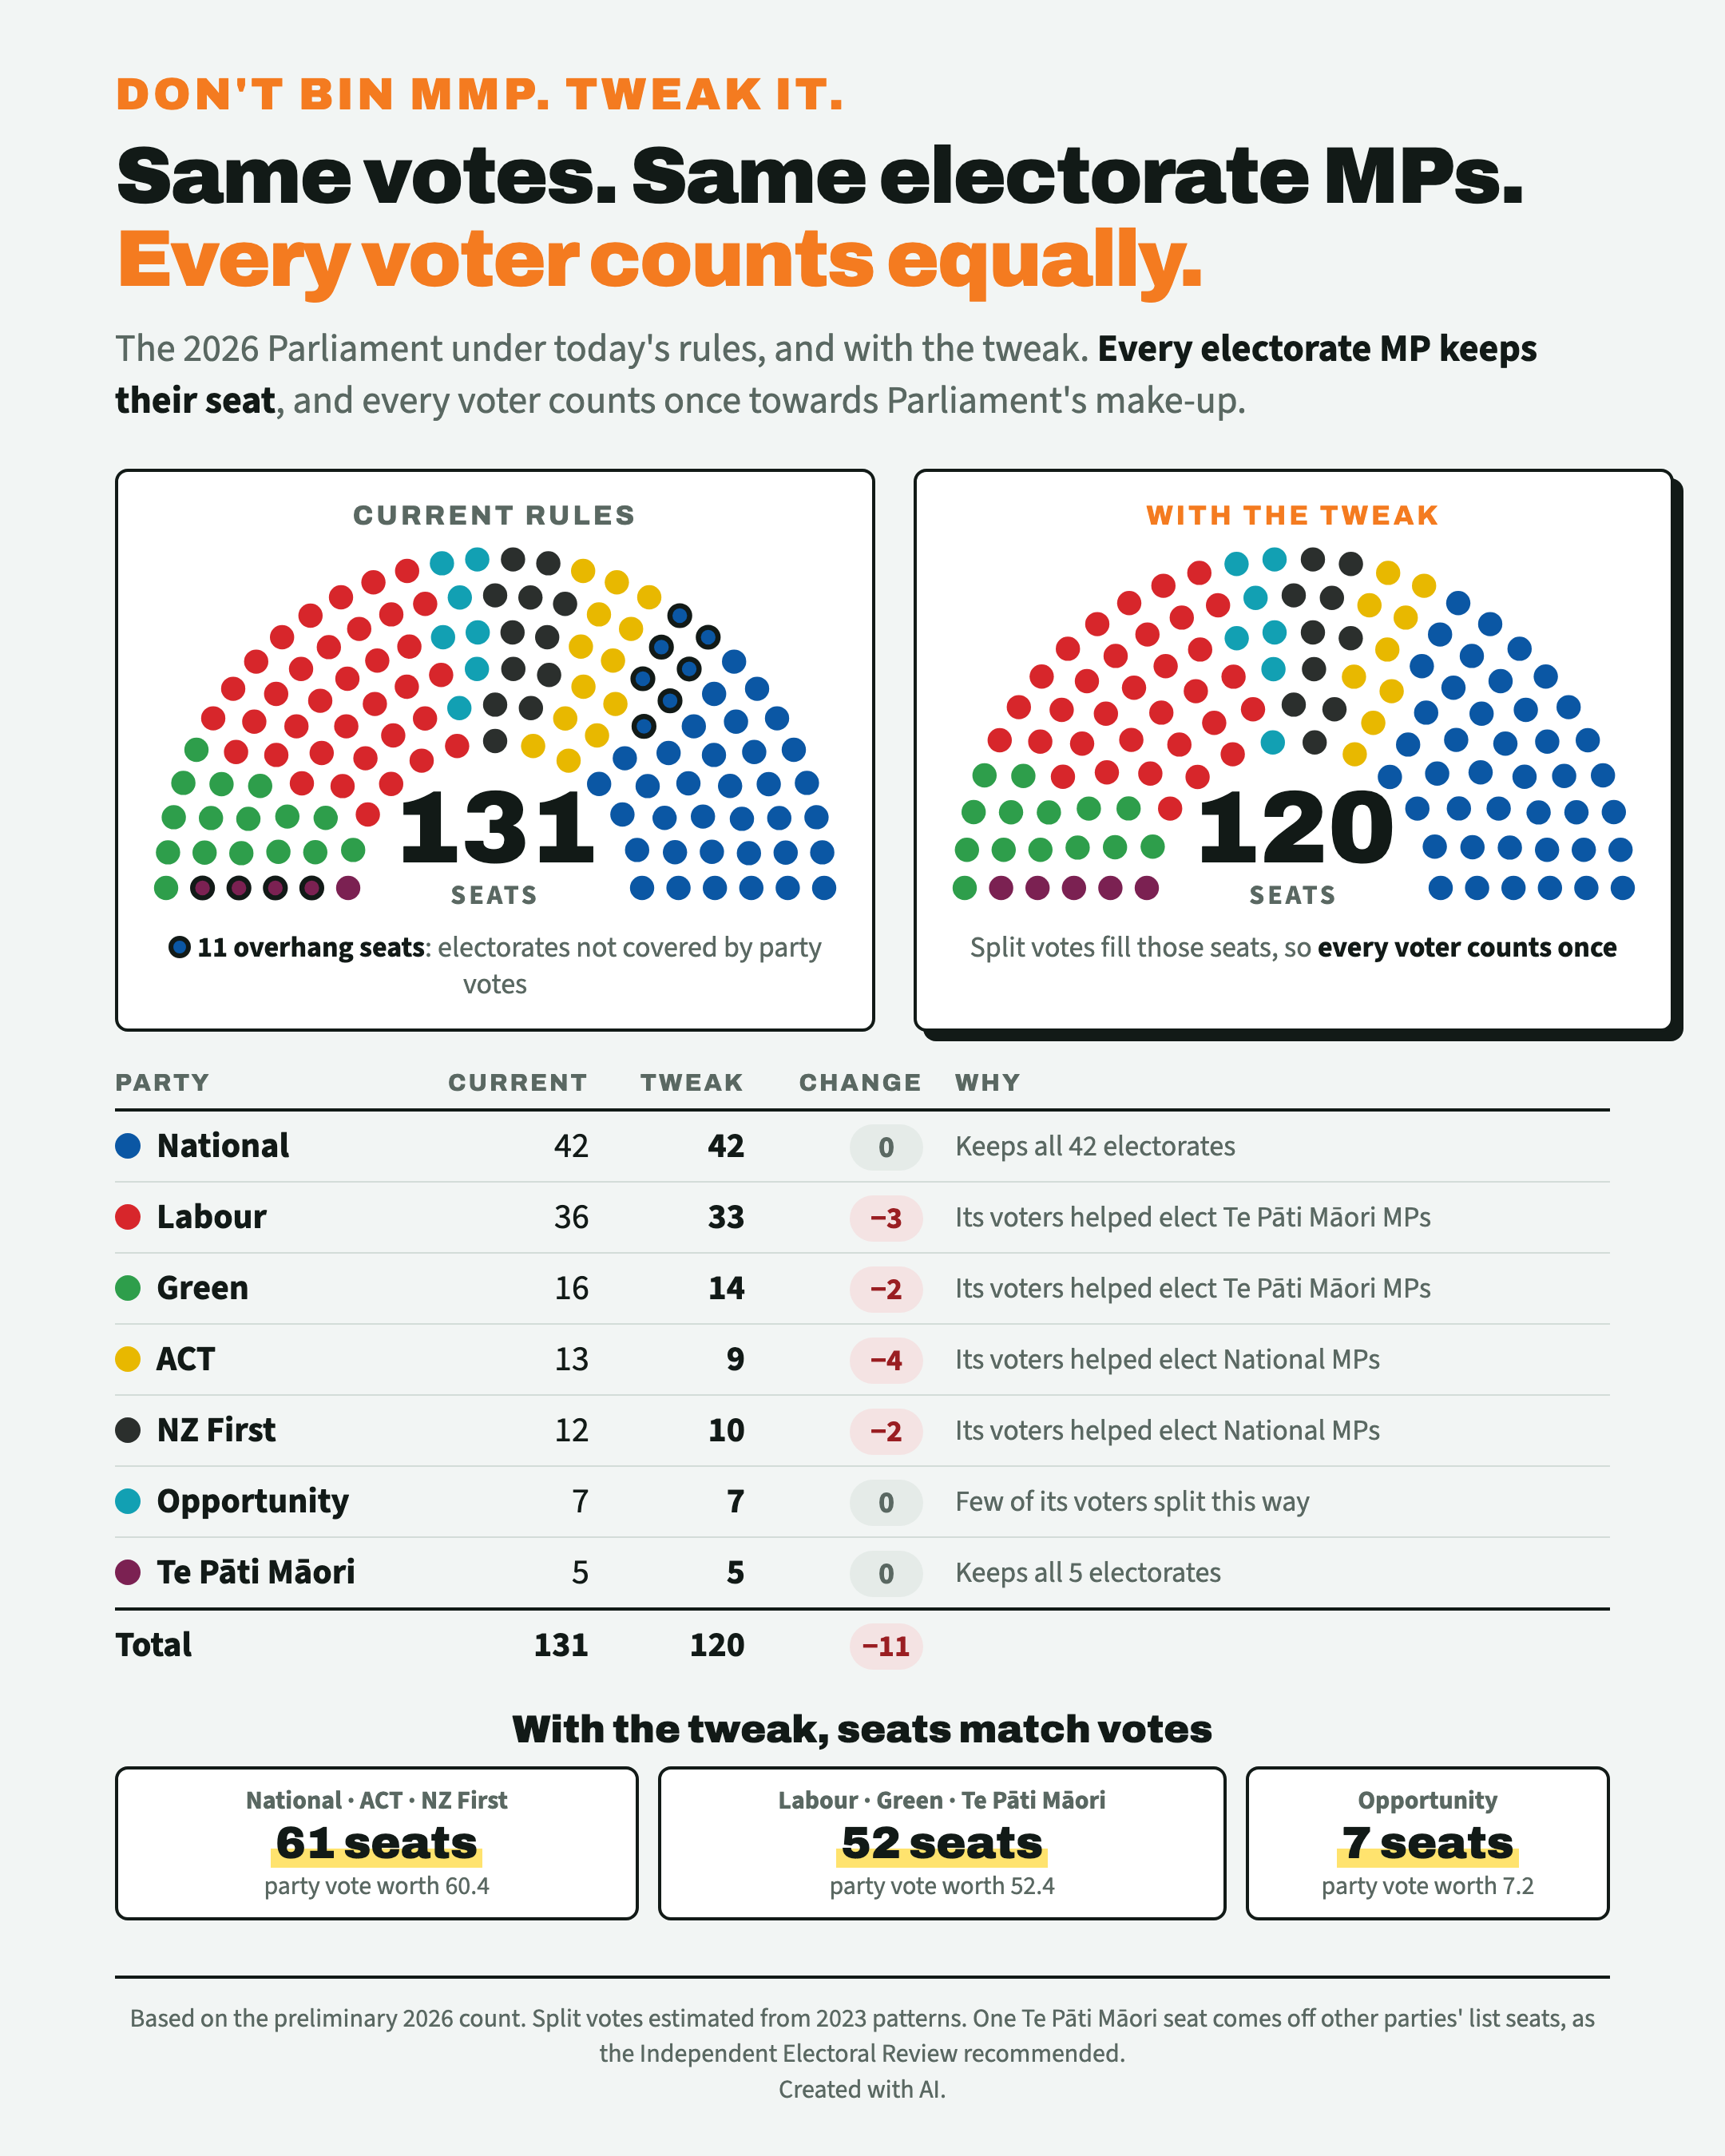 DON'T BIN MMP. TWEAK IT.
Same votes. Same electorate MPs.
Every voter counts equally.
The 2026 Parliament under today's rules, and with the tweak. Every electorate MP keeps
their seat, and every voter counts once towards Parliament's make-up.
CURRENT RULES
131
SEATS
11 overhang seats: electorates not covered by party
votes
WITH THE TWEAK
120
SEATS
Split votes fill those seats, so every voter counts once
PARTY CURRENT TWEAK CHANGE WHY
National 42 42 0 Keeps all 42 electorates
Labour 36 33 −3 Its voters helped elect Te Pāti Māori MPs
Green 16 14 −2 Its voters helped elect Te Pāti Māori MPs
ACT 13 9 −4 Its voters helped elect National MPs
NZ First 12 10 −2 Its voters helped elect National MPs
Opportunity 7 7 0 Few of its voters split this way
Te Pāti Māori 5 5 0 Keeps all 5 electorates
Total 131 120 −11
With the tweak, seats match votes
National · ACT · NZ First
61 seats
party vote worth 60.4
Labour · Green · Te Pāti Māori
52 seats
party vote worth 52.4
Opportunity
7 seats
party vote worth 7.2
Based on the preliminary 2026 count. Split votes estimated from 2023 patterns. One Te Pāti Māori seat comes off other parties' list seats, as
the Independent Electoral Review recommended.
Created with AI.